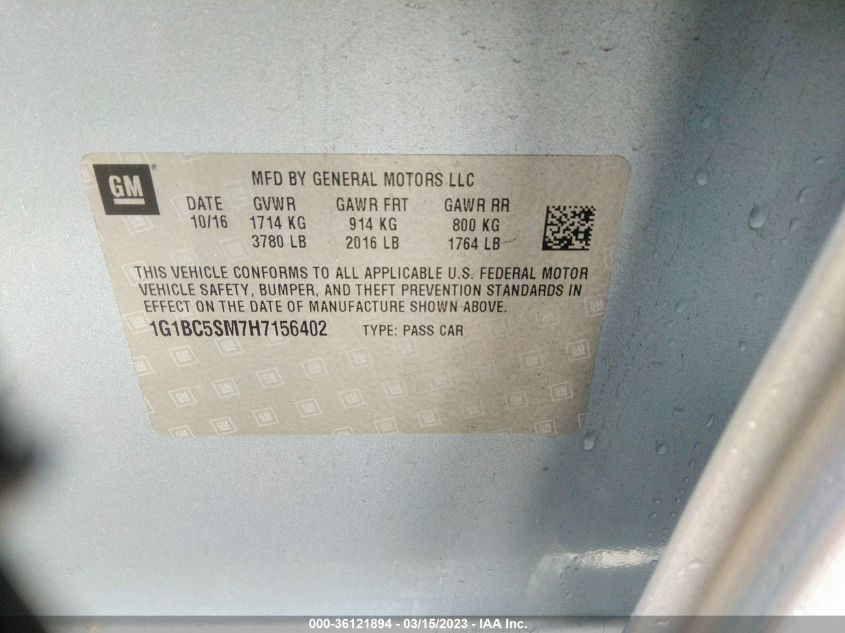 GM®
MFD BY GENERAL MOTORS LLC
DATE GVWR GAWR FRT GAWR RR
10/16 1714 KG 914 KG 800 KG
3780 LB 2016 LB 1764 LB
THIS VEHICLE CONFORMS TO ALL APPLICABLE U.S. FEDERAL MOTOR
VEHICLE SAFETY, BUMPER, AND THEFT PREVENTION STANDARDS IN
EFFECT ON THE DATE OF MANUFACTURE SHOWN ABOVE.
1G1BC5SM7H7156402 TYPE: PASS CAR
000-36121894 - 03/15/2023 - IAA Inc.